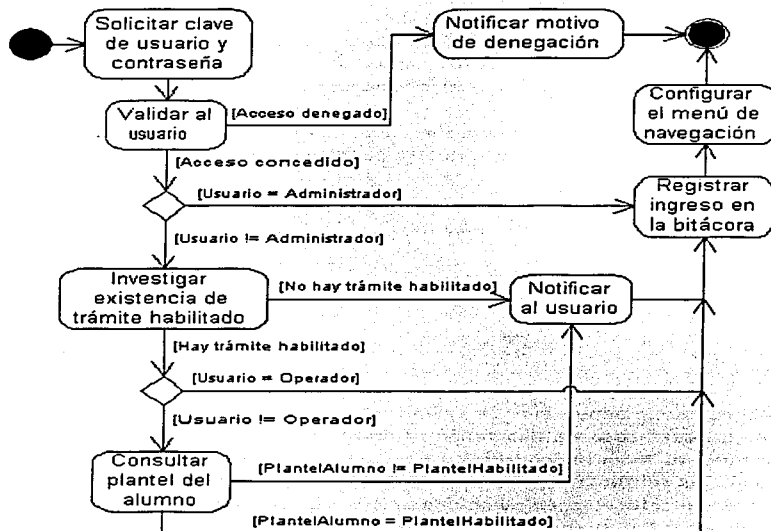 Solicitar clave
de usuario y
contraseña
Notificar motivo
de denegación
Validar al
usuario
[Acceso denegado]
Configurar
el menú de
navegación
[Acceso concedido]
[Usuario = Administrador]
Registrar
ingreso en
la bitácora
[Usuario != Administrador]
Investigar
existencia de
trámite habilitado
[No hay trámite habilitado]
Notificar
al usuario
[Hay trámite habilitado]
[Usuario = Operador]
[Usuario != Operador]
Consultar
plantel del
alumno
[PlantelAlumno != PlantelHabilitado]
[PlantelAlumno = PlantelHabilitado]